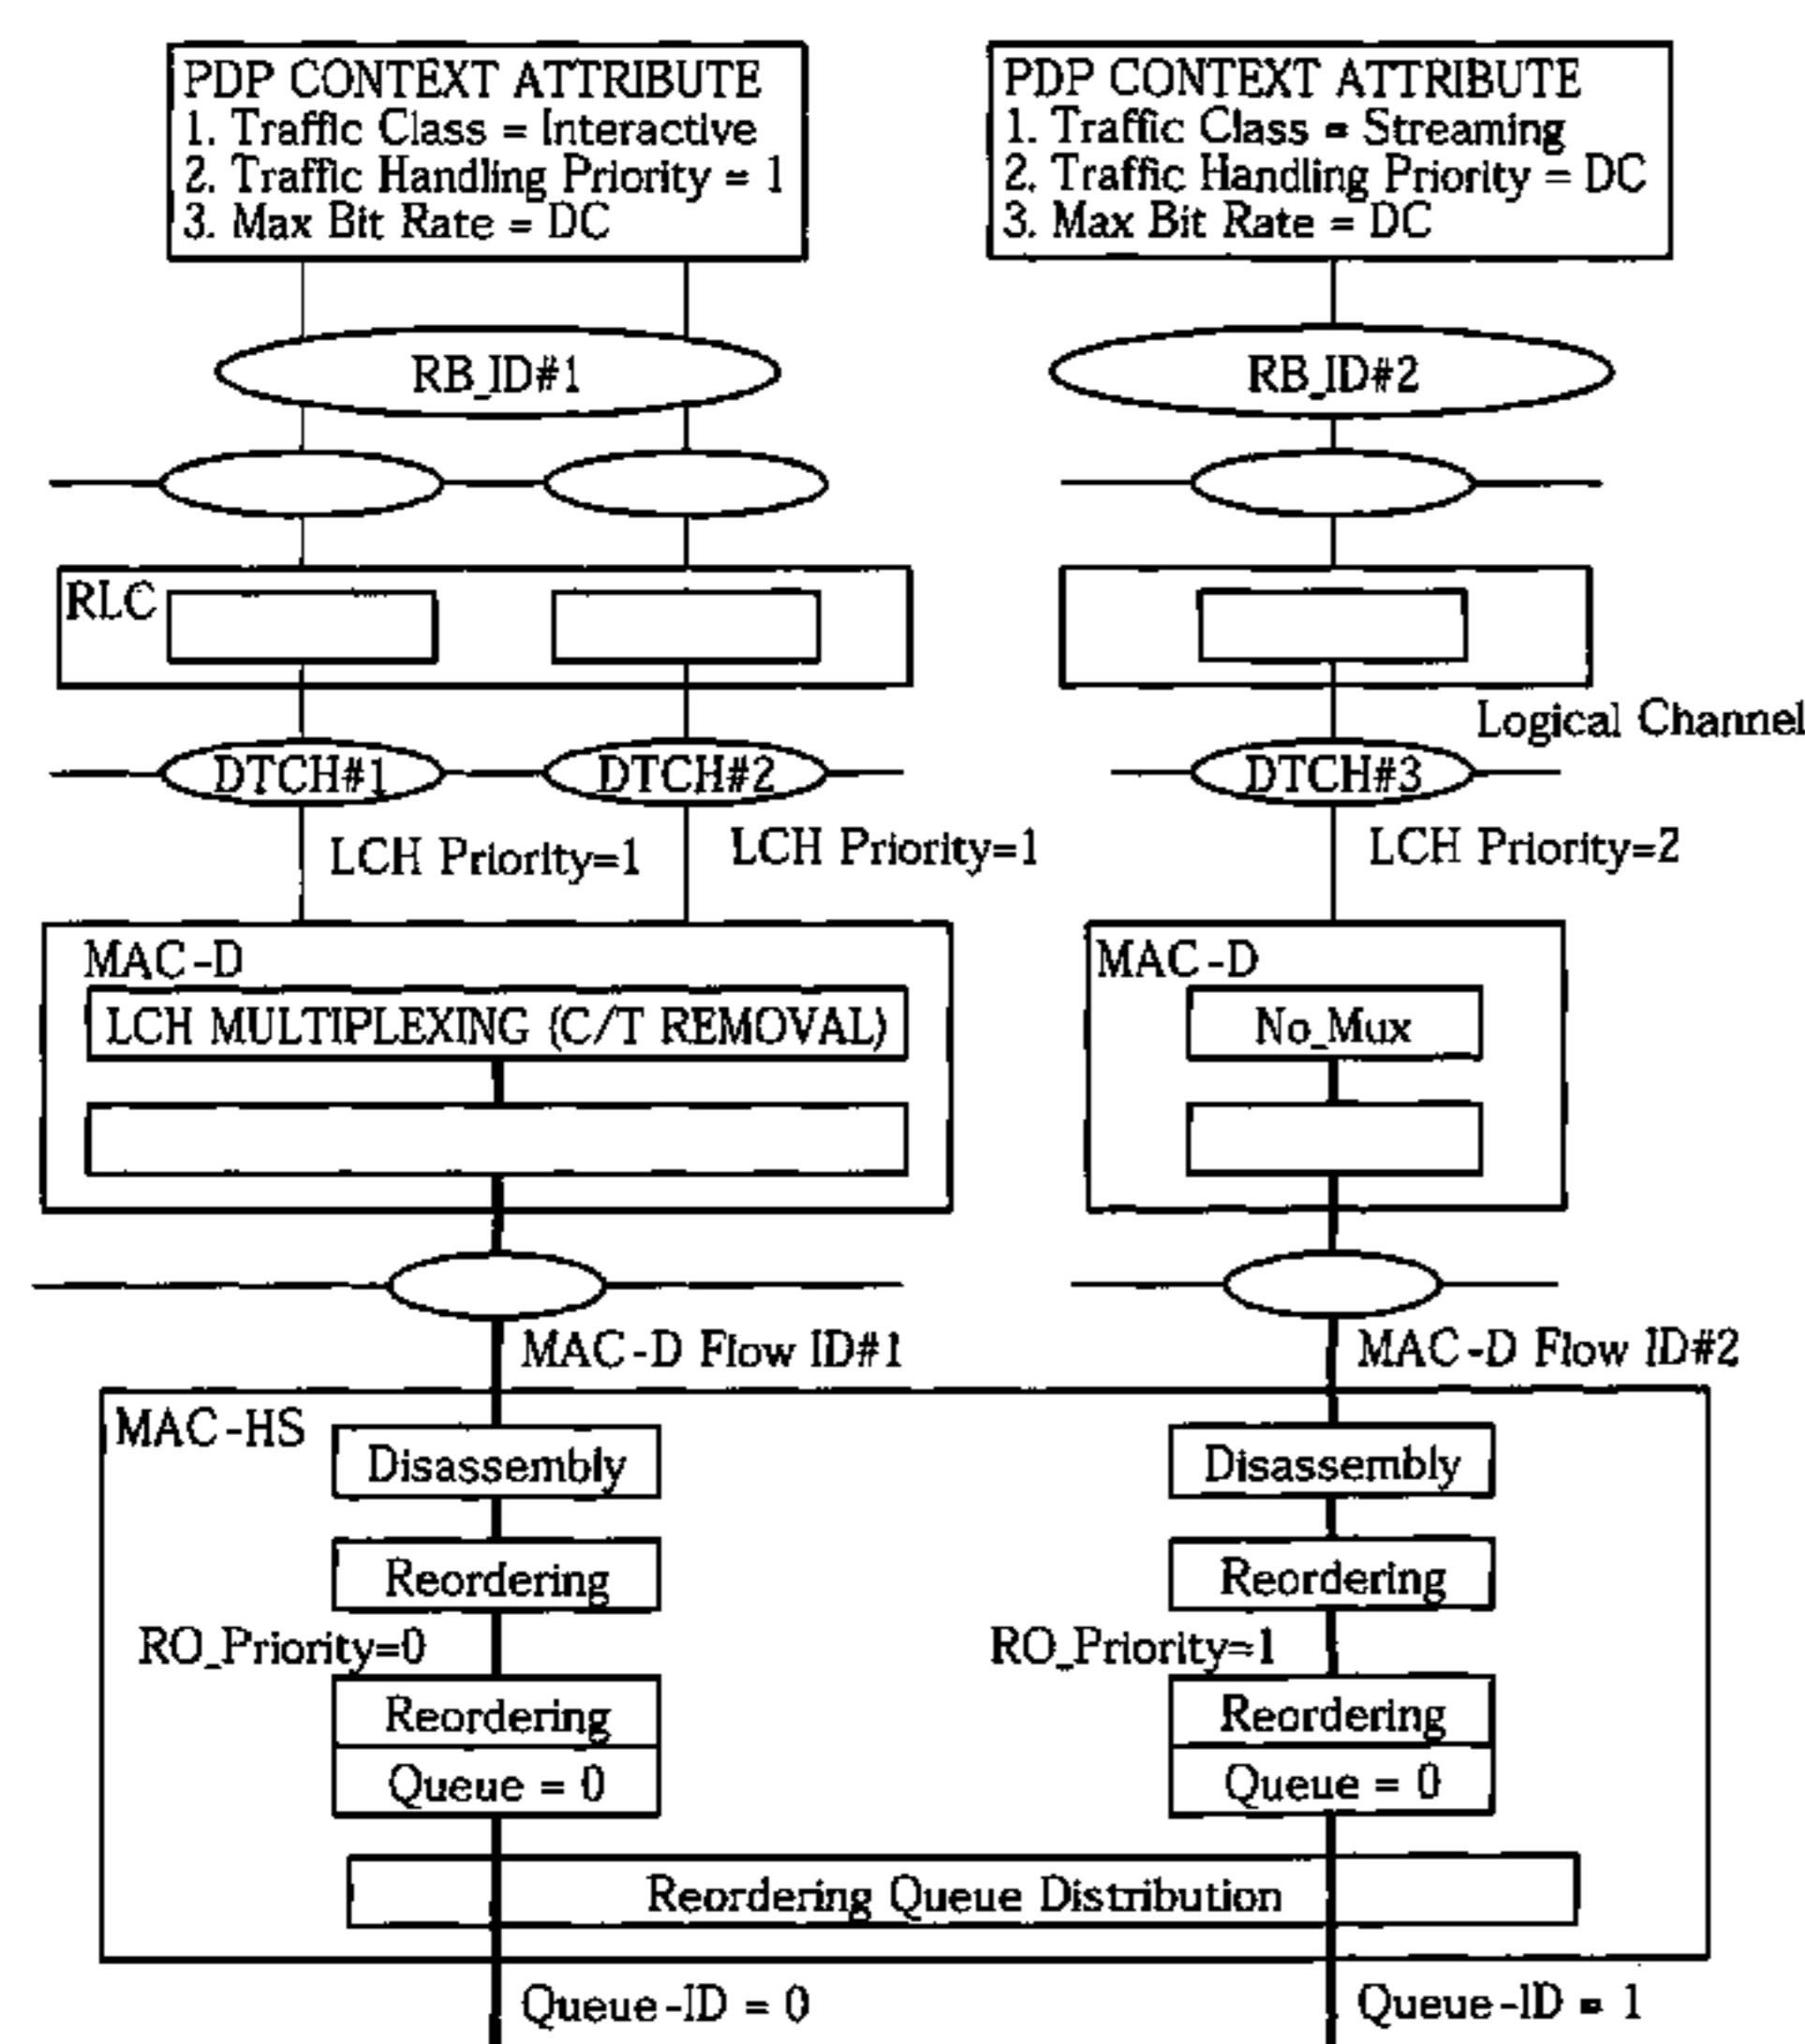 PDP CONTEXT ATTRIBUTE
1. Traffic Class = Interactive
2. Traffic Handling Priority = 1
3. Max Bit Rate = DC
PDP CONTEXT ATTRIBUTE
1. Traffic Class = Streaming
2. Traffic Handling Priority = DC
3. Max Bit Rate = DC
RB_ID#1
RB_ID#2
RLC
Logical Channel
DTCH#1
DTCH#2
DTCH#3
LCH Priority=1
LCH Priority=1
LCH Priority=2
MAC-D
LCH MULTIPLEXING (C/T REMOVAL)
MAC-D
No_Mux
MAC-D Flow ID#1
MAC-D Flow ID#2
MAC-HS
Disassembly
Disassembly
Reordering
Reordering
RO_Priority=0
RO_Priority=1
Reordering
Queue = 0
Reordering
Queue = 0
Reordering Queue Distribution
Queue-ID = 0
Queue-ID = 1